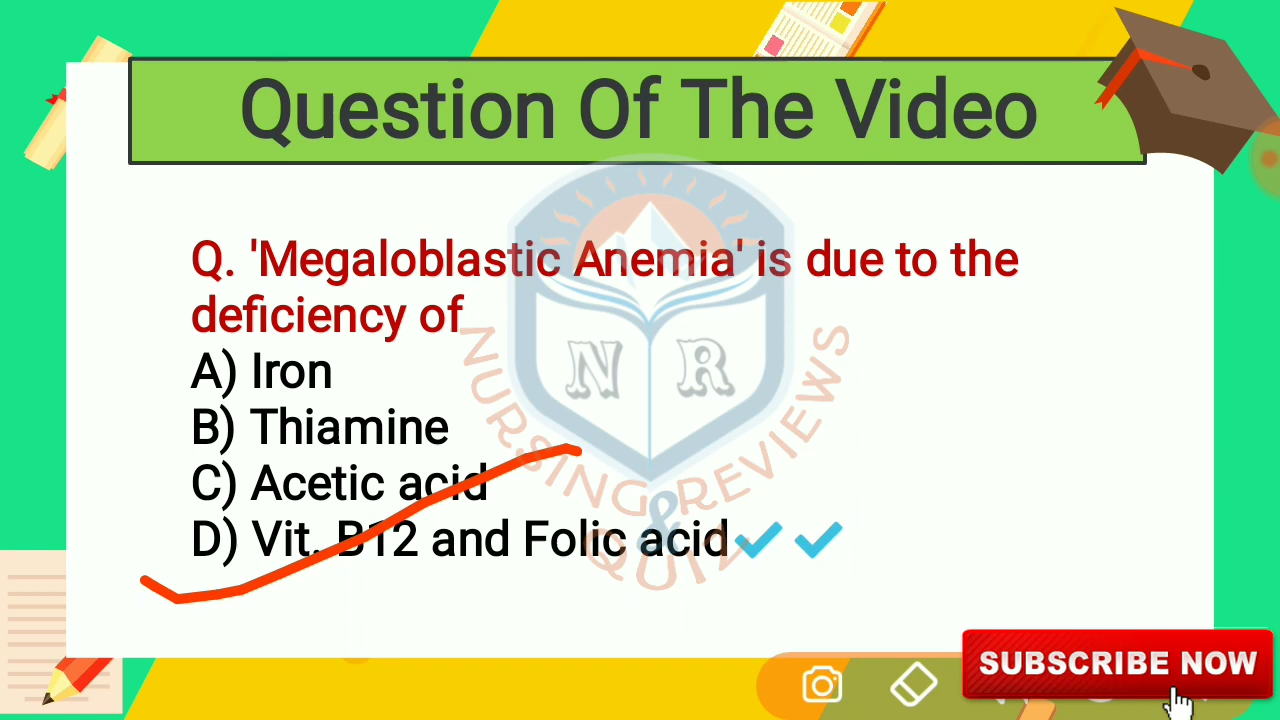 Question Of The Video
Q. 'Megaloblastic Anemia' is due to the
deficiency of
A) Iron
B) Thiamine
C) Acetic acid
D) Vit. B12 and Folic acid
N R
NURSING REVIEWS
&
QUIZ
SUBSCRIBE NOW